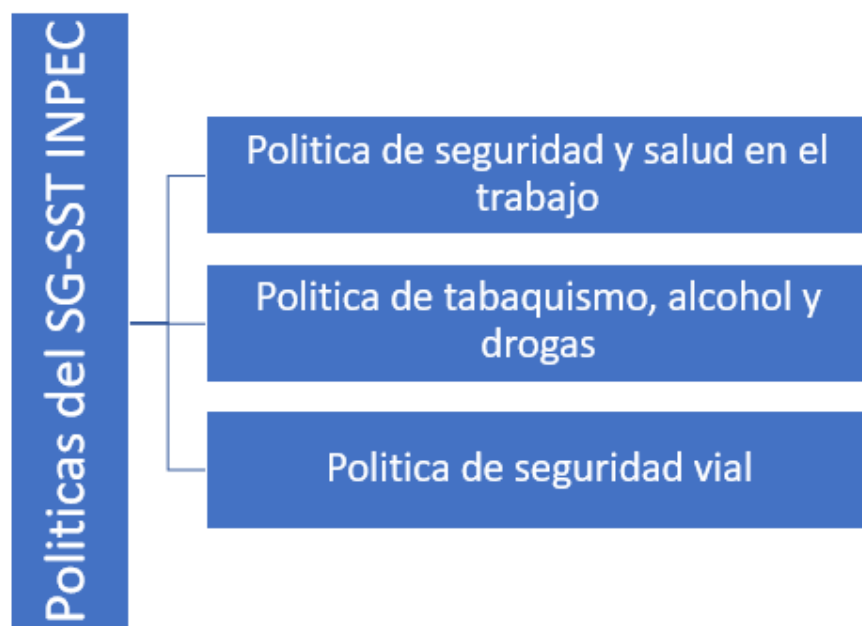 Politicas del SG-SST INPEC
Politica de seguridad y salud en el
trabajo
Politica de tabaquismo, alcohol y
drogas
Politica de seguridad vial